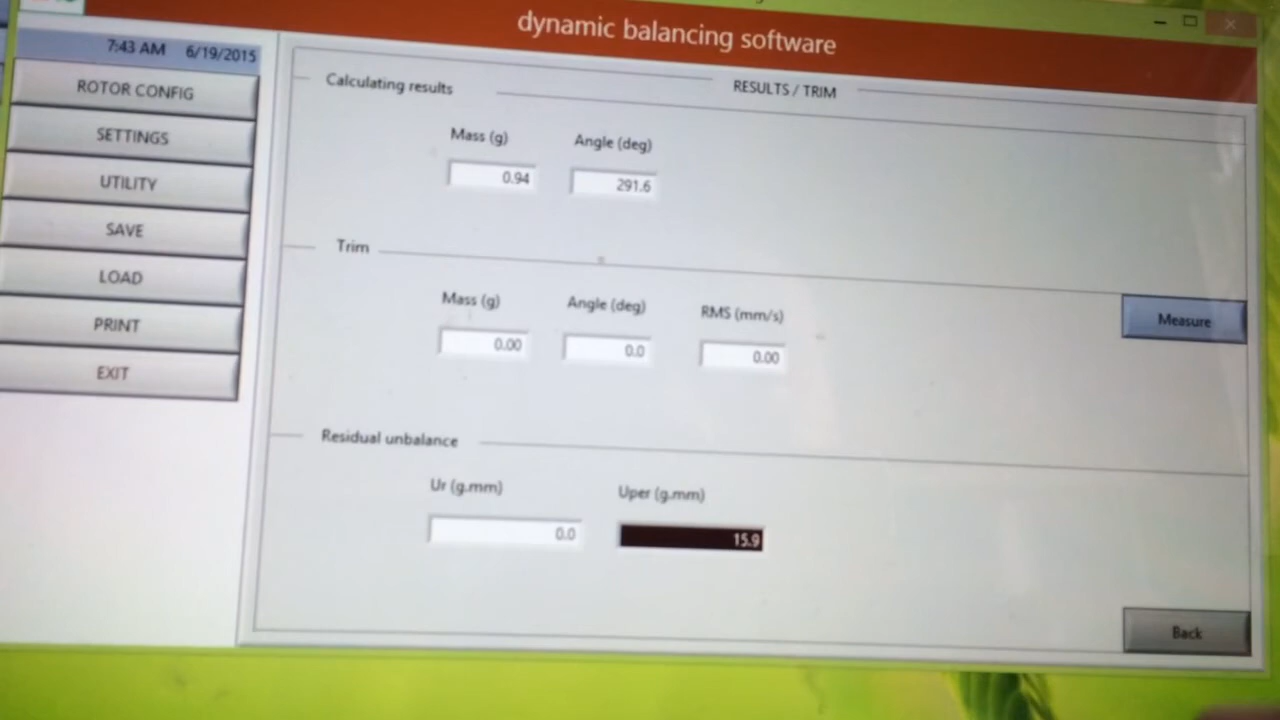 dynamic balancing software
7:43 AM 6/19/2015
ROTOR CONFIG
SETTINGS
UTILITY
SAVE
LOAD
PRINT
EXIT
RESULTS / TRIM
Calculating results
Mass (g) Angle (deg)
0.94 291.6
Trim
Mass (g) Angle (deg) RMS (mm/s)
0.00 0.0 0.00
Measure
Residual unbalance
Ur (g.mm) Uper (g.mm)
0.0 15.9
Back